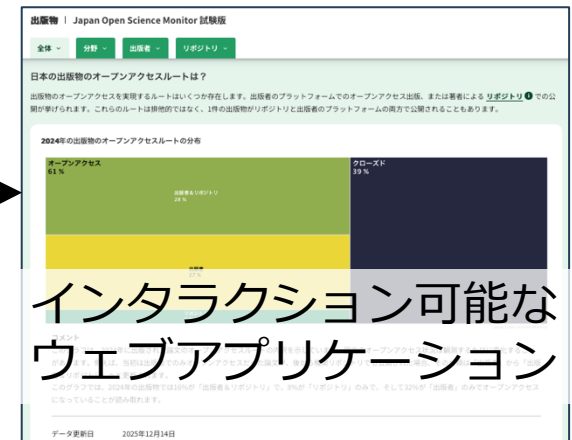 出版物 | Japan Open Science Monitor 試験版
全体
分野
出版者
リポジトリ
日本の出版物のオープンアクセスルートは？
出版物のオープンアクセスを実現するルートはいくつか存在します。出版者のプラットフォームでのオープンアクセス出版、または著者による リポジトリ での公
開が挙げられます。これらのルートは排他的ではなく、1件の出版物がリポジトリと出版者のプラットフォームの両方で公開されることもあります。
2024年の出版物のオープンアクセスルートの分布
オープンアクセス
61 %
クローズド
39 %
出版者&リポジトリ
28 %
インタラクション可能な
ウェブアプリケーション
コメント
このグラフでは、2024年の出版物では16%が「出版者&リポジトリ」で、8%が「リポジトリ」のみで、そして32%が「出版者」のみでオープンアクセス
になっていることが読み取れます。
データ更新日 2025年12月14日